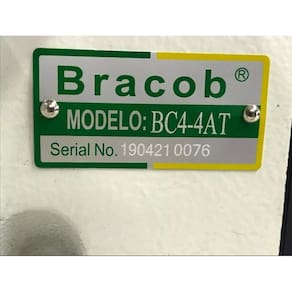 Bracob®
MODELO: BC4-4AT
Serial No. 190421 0076